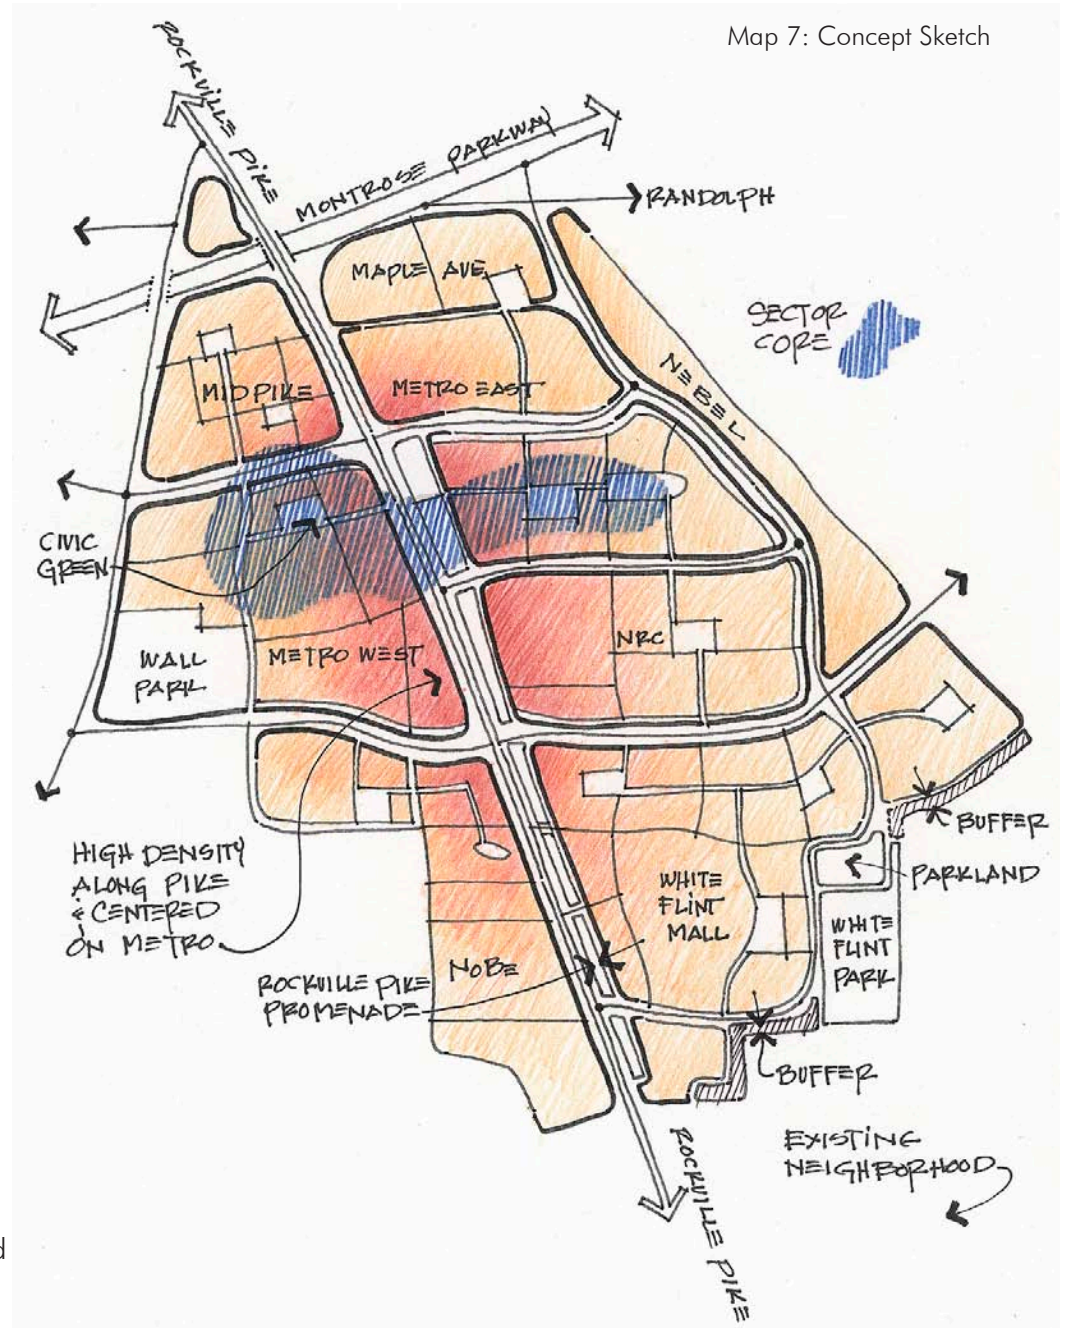 Map 7: Concept Sketch
ROCKVILLE PIKE
MONTROSE PARKWAY
RANDOLPH
MAPLE AVE
SECTOR
CORE
NEBEL
MID PIKE
METRO EAST
CIVIC
GREEN
WALL
PARK
METRO WEST
NRC
HIGH DENSITY
ALONG PIKE
& CENTERED
ON METRO
BUFFER
PARKLAND
WHITE
FLINT
MALL
WHITE
FLINT
PARK
NOBE
ROCKVILLE PIKE
PROMENADE
BUFFER
EXISTING
NEIGHBORHOOD
ROCKVILLE PIKE